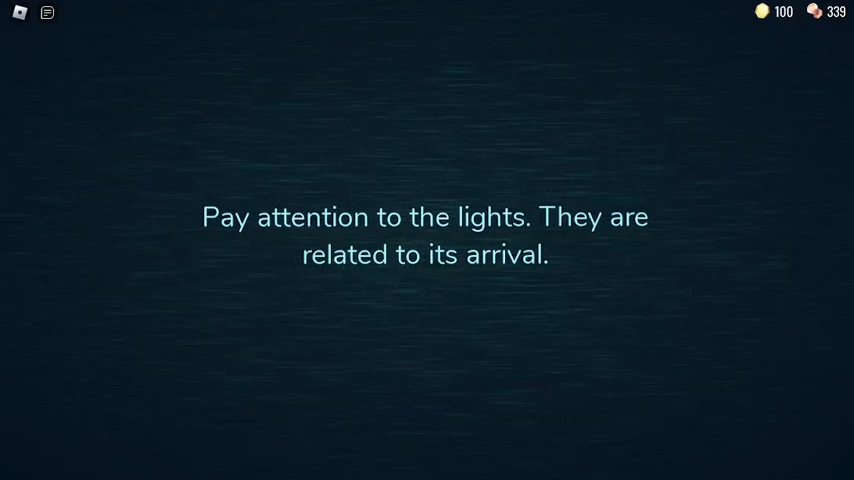 100 339
Pay attention to the lights. They are
related to its arrival.